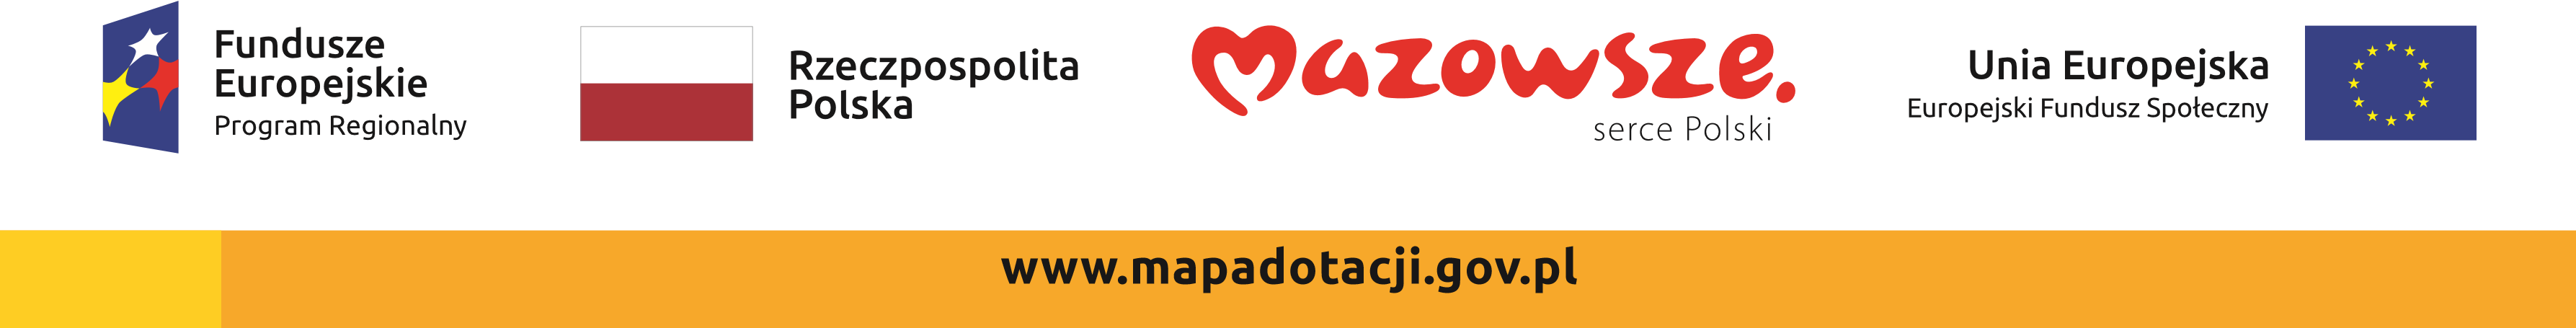 Fundusze
Europejskie
Program Regionalny
Rzeczpospolita
Polska
mazowsze.
serce Polski
Unia Europejska
Europejski Fundusz Społeczny
www.mapadotacji.gov.pl